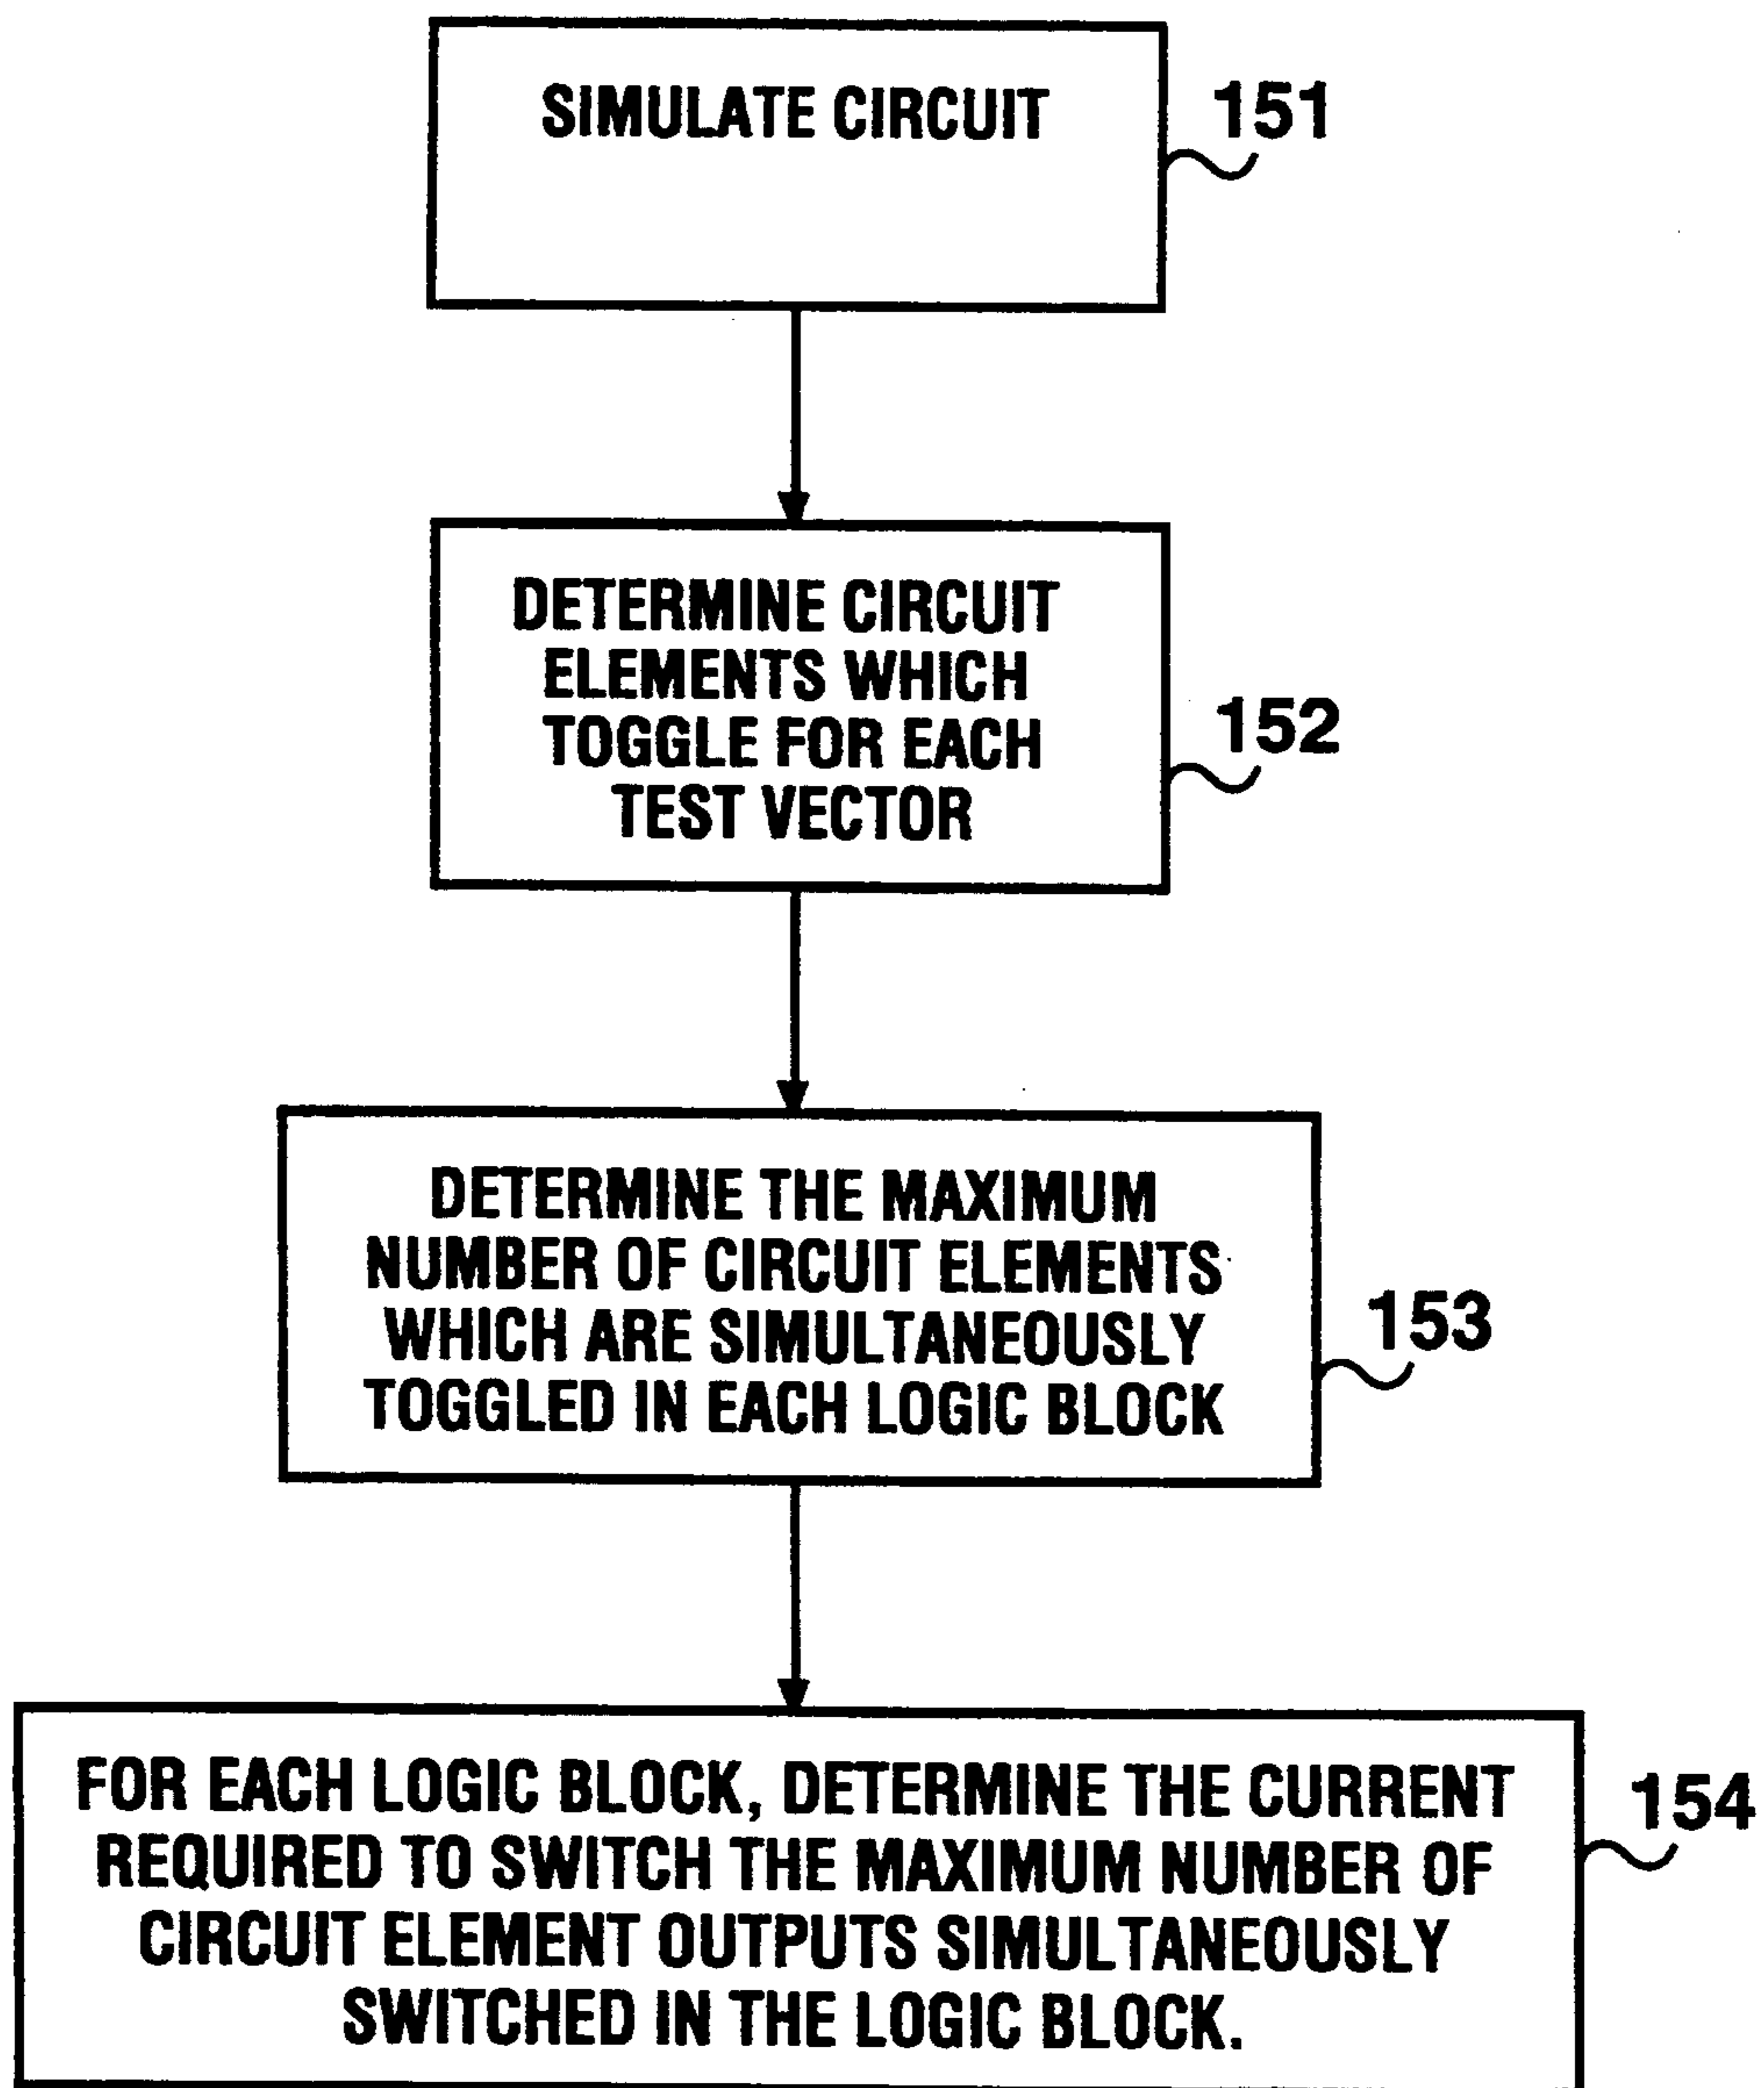 SIMULATE CIRCUIT
151
DETERMINE CIRCUIT
ELEMENTS WHICH
TOGGLE FOR EACH
TEST VECTOR
152
DETERMINE THE MAXIMUM
NUMBER OF CIRCUIT ELEMENTS
WHICH ARE SIMULTANEOUSLY
TOGGLED IN EACH LOGIC BLOCK
153
FOR EACH LOGIC BLOCK, DETERMINE THE CURRENT
REQUIRED TO SWITCH THE MAXIMUM NUMBER OF
CIRCUIT ELEMENT OUTPUTS SIMULTANEOUSLY
SWITCHED IN THE LOGIC BLOCK.
154